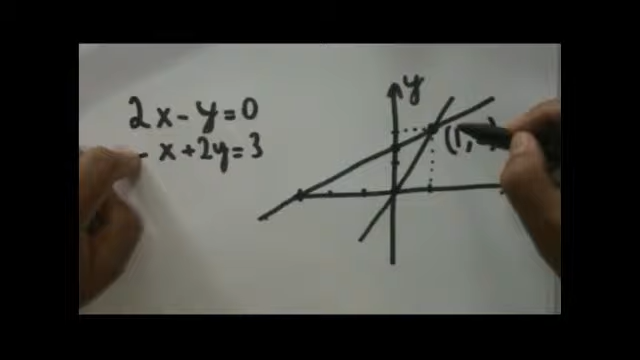 2x - y = 0
- x + 2y = 3
y
(1,